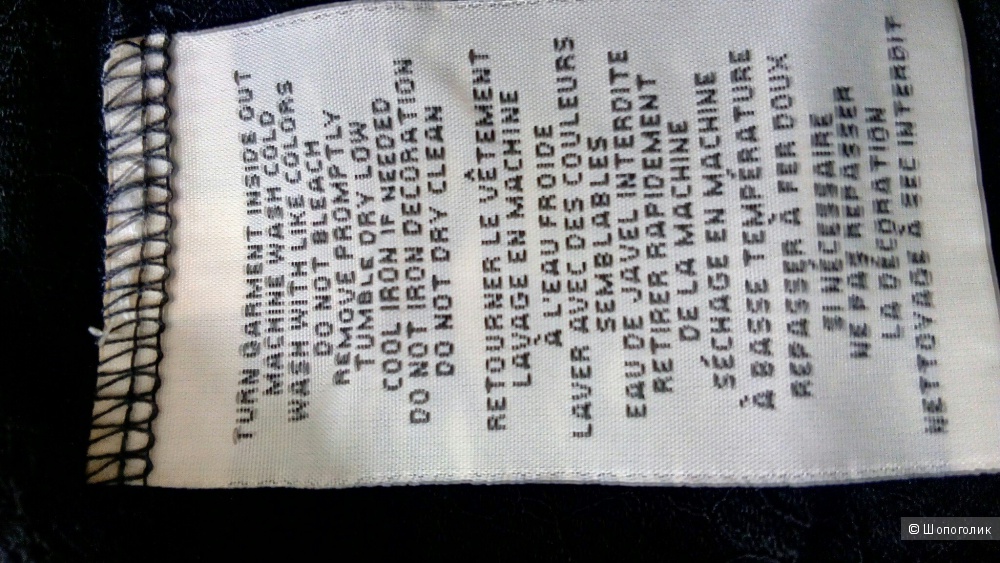 TURN GARMENT INSIDE OUT
MACHINE WASH COLD
WASH WITH LIKE COLORS
DO NOT BLEACH
REMOVE PROMPTLY
TUMBLE DRY LOW
COOL IRON IF NEEDED
DO NOT IRON DECORATION
DO NOT DRY CLEAN
RETOURNER LE VÊTEMENT
LAVAGE EN MACHINE
À L'EAU FROIDE
LAVER AVEC DES COULEURS
SEMBLABLES
EAU DE JAVEL INTERDITE
RETIRER RAPIDEMENT
DE LA MACHINE
SÉCHAGE EN MACHINE
À BASSE TEMPÉRATURE
REPASSER À FER DOUX
SI NÉCESSAIRE
NE PAS REPASSER
LA DÉCORATION
NETTOYAGE À SEC INTERDIT
© Шопоголик